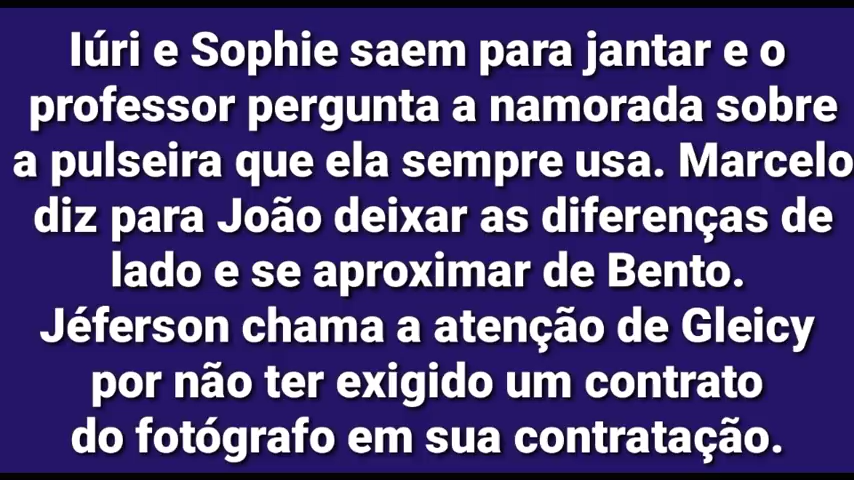 Iúri e Sophie saem para jantar e o
professor pergunta a namorada sobre
a pulseira que ela sempre usa. Marcelo
diz para João deixar as diferenças de
lado e se aproximar de Bento.
Jéferson chama a atenção de Gleicy
por não ter exigido um contrato
do fotógrafo em sua contratação.